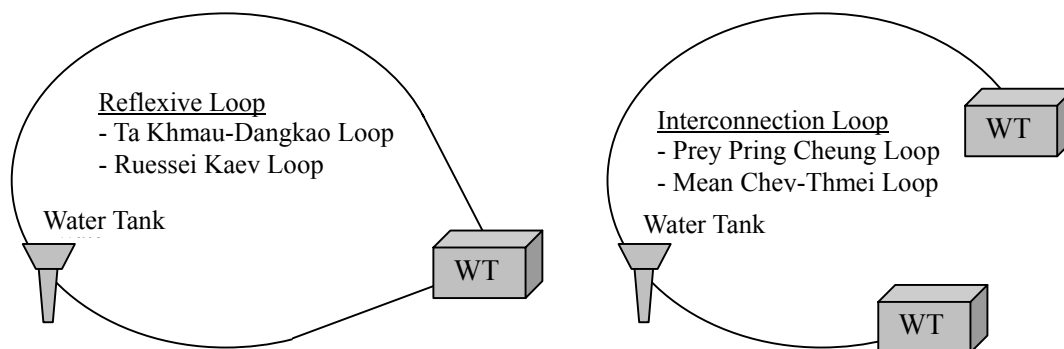 Reflexive Loop
- Ta Khmau-Dangkao Loop
- Ruessei Kaev Loop
Water Tank
WT
Interconnection Loop
- Prey Pring Cheung Loop
- Mean Chev-Thmei Loop
Water Tank
WT
WT